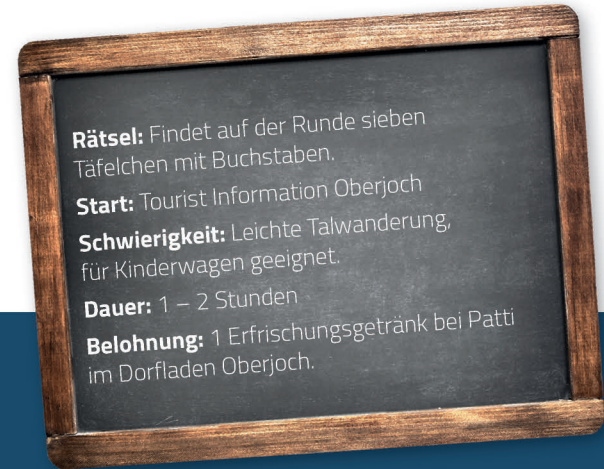 Rätsel: Findet auf der Runde sieben
Täfelchen mit Buchstaben.
Start: Tourist Information Oberjoch
Schwierigkeit: Leichte Talwanderung,
für Kinderwagen geeignet.
Dauer: 1 – 2 Stunden
Belohnung: 1 Erfrischungsgetränk bei Patti
im Dorfladen Oberjoch.